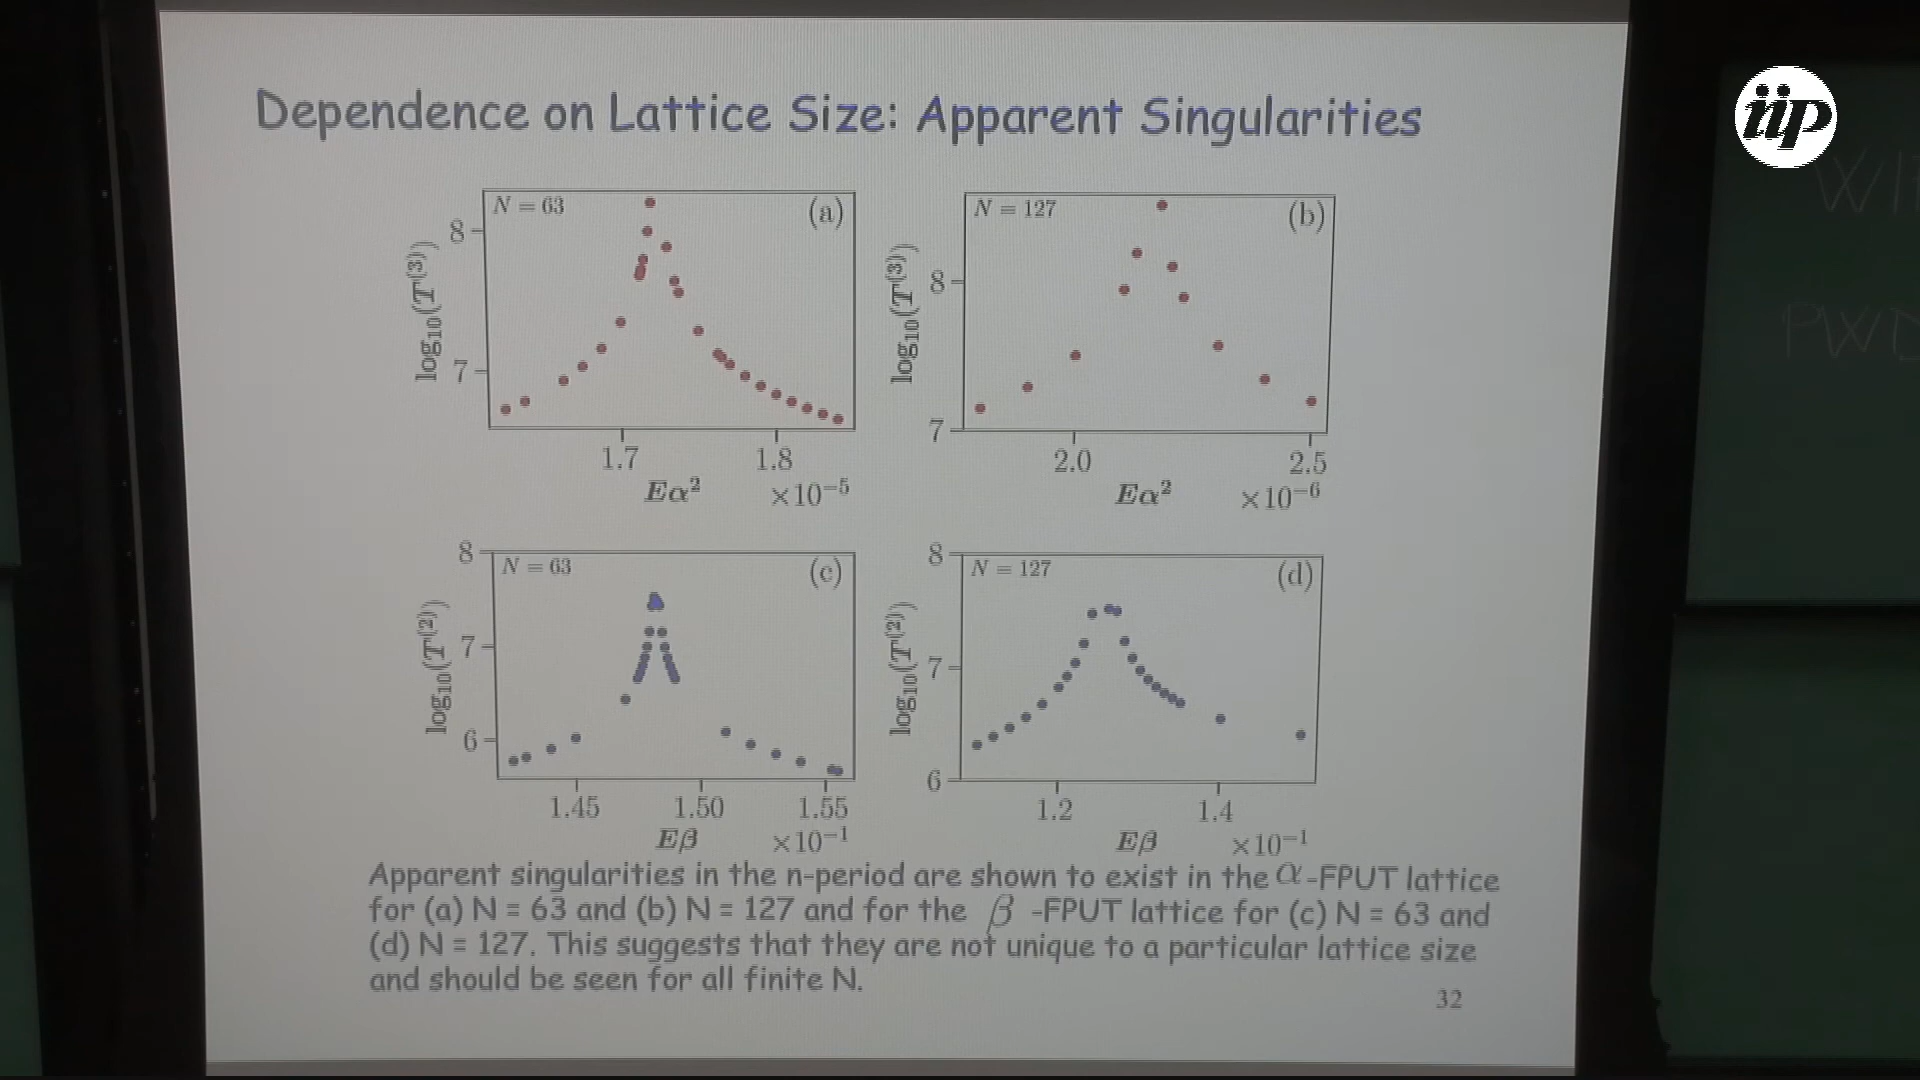 iip
Dependence on Lattice Size: Apparent Singularities
N = 63
(a)
8
7
log₁₀(T⁽³⁾)
1.7
1.8
Eα²
×10⁻⁵
N = 127
(b)
8
7
log₁₀(T⁽³⁾)
2.0
2.5
Eα²
×10⁻⁶
N = 63
(c)
8
7
6
log₁₀(T⁽²⁾)
1.45
1.50
1.55
Eβ
×10⁻¹
N = 127
(d)
8
7
6
log₁₀(T⁽²⁾)
1.2
1.4
Eβ
×10⁻¹
Apparent singularities in the n-period are shown to exist in the α-FPUT lattice
for (a) N = 63 and (b) N = 127 and for the β -FPUT lattice for (c) N = 63 and
(d) N = 127. This suggests that they are not unique to a particular lattice size
and should be seen for all finite N.
32